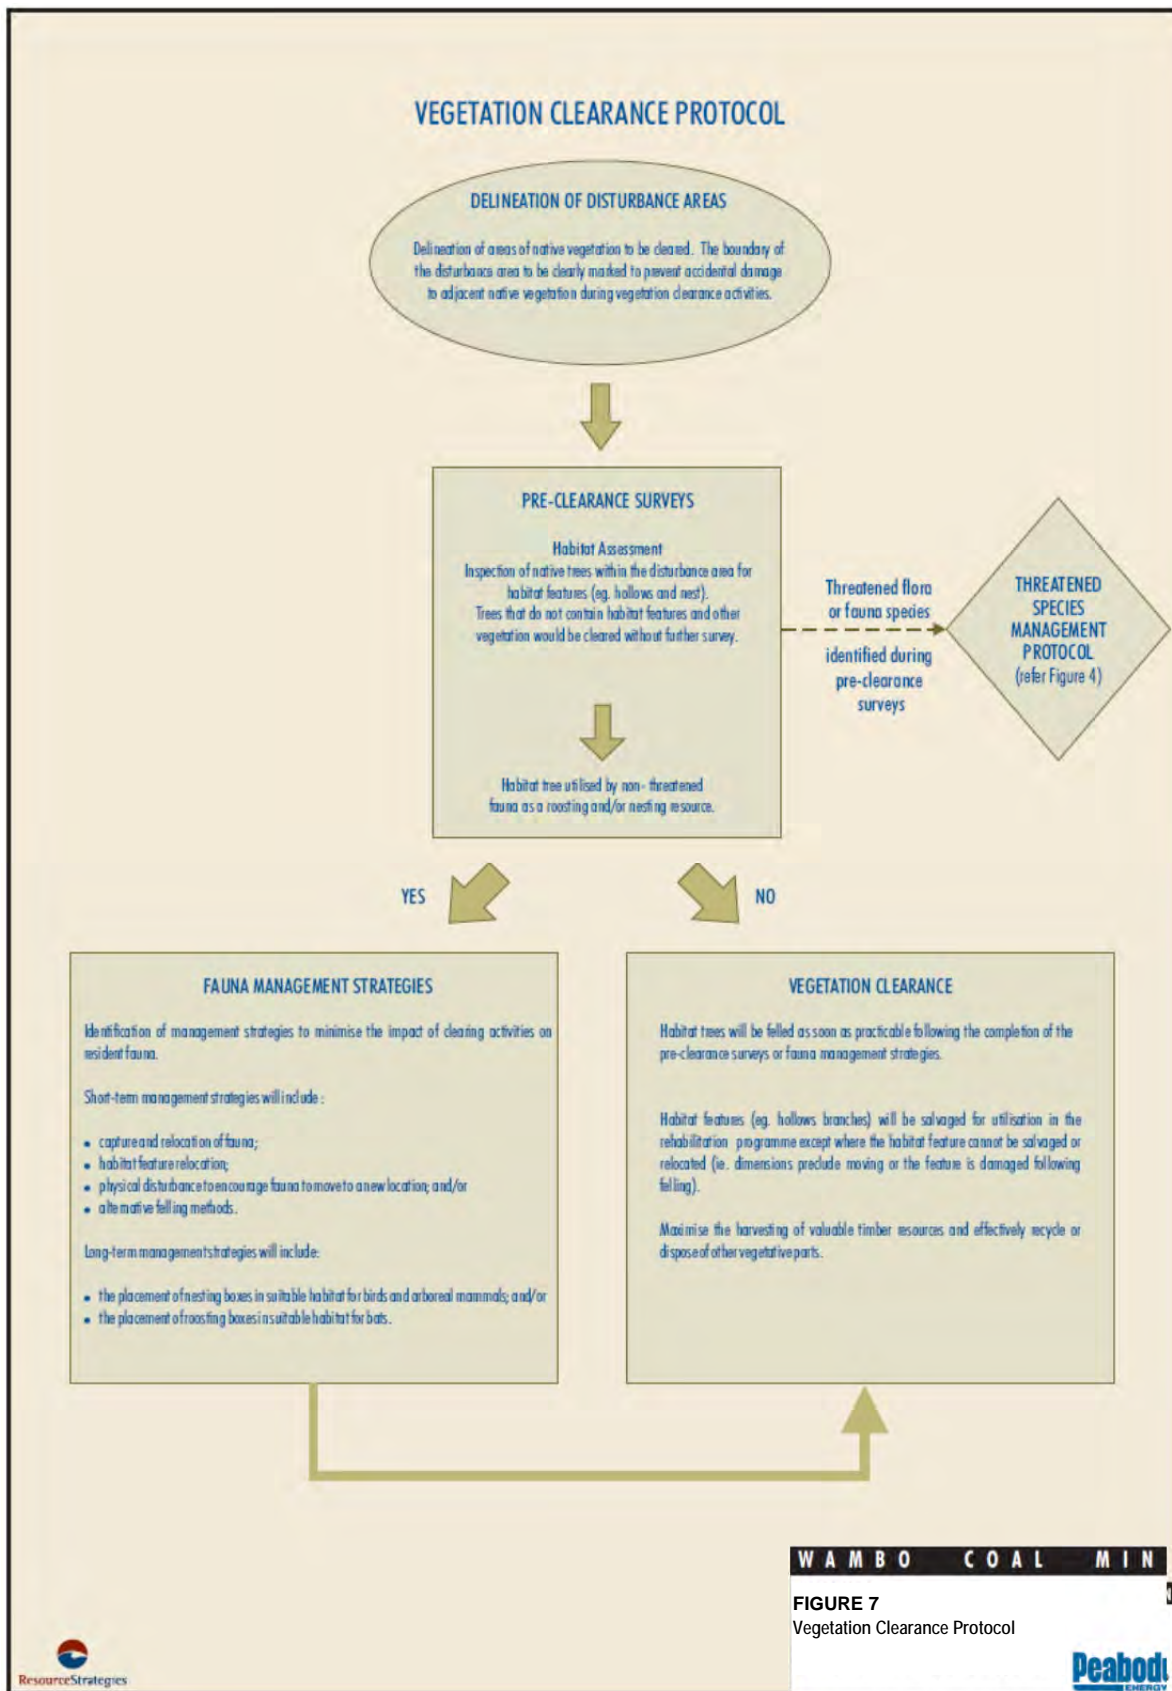 VEGETATION CLEARANCE PROTOCOL
DELINEATION OF DISTURBANCE AREAS
Delineation of areas of native vegetation to be cleared. The boundary of
the disturbance area to be clearly marked to prevent accidental damage
to adjacent native vegetation during vegetation clearance activities.
PRE-CLEARANCE SURVEYS
Habitat Assessment
Inspection of native trees within the disturbance area for
habitat features (eg. hollows and nest).
Trees that do not contain habitat features and other
vegetation would be cleared without further survey.
Threatened flora
or fauna species
identified during
pre-clearance
surveys
THREATENED
SPECIES
MANAGEMENT
PROTOCOL
(refer Figure 4)
Habitat tree utilised by non- threatened
fauna as a roosting and/or nesting resource.
YES
NO
FAUNA MANAGEMENT STRATEGIES
Identification of management strategies to minimise the impact of clearing activities on
resident fauna.
Short-term management strategies will include :
• capture and relocation of fauna;
• habitat feature relocation;
• physical disturbance to encourage fauna to move to a new location; and/or
• alternative felling methods.
Long-term management strategies will include:
• the placement of nesting boxes in suitable habitat for birds and arboreal mammals; and/or
• the placement of roosting boxes in suitable habitat for bats.
VEGETATION CLEARANCE
Habitat trees will be felled as soon as practicable following the completion of the
pre-clearance surveys or fauna management strategies.
Habitat features (eg. hollows branches) will be salvaged for utilisation in the
rehabilitation programme except where the habitat feature cannot be salvaged or
relocated (ie. dimensions preclude moving or the feature is damaged following
felling).
Maximise the harvesting of valuable timber resources and effectively recycle or
dispose of other vegetative parts.
WAMBO COAL MIN
FIGURE 7
Vegetation Clearance Protocol
ResourceStrategies
Peabody
ENERGY